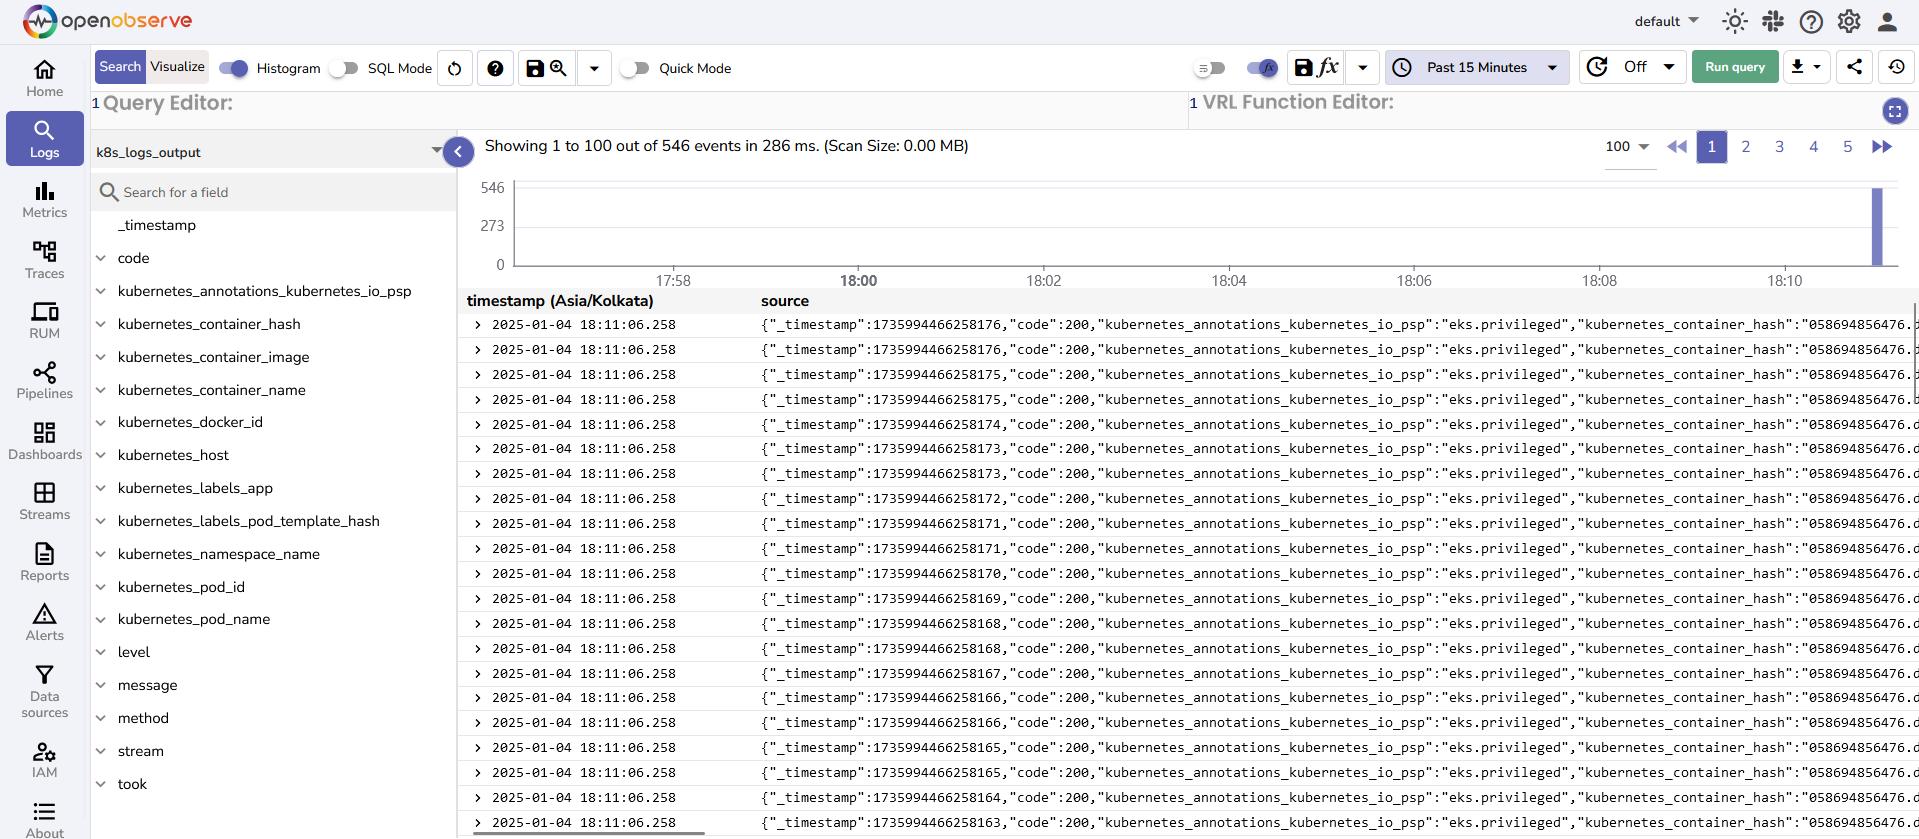 openobserve
default
Search Visualize Histogram SQL Mode Quick Mode fx fx Past 15 Minutes Off Run query
1 Query Editor:
1 VRL Function Editor:
Home
Logs
Metrics
Traces
RUM
Pipelines
Dashboards
Streams
Reports
Alerts
Data
sources
IAM
About
k8s_logs_output
Search for a field
_timestamp
code
kubernetes_annotations_kubernetes_io_psp
kubernetes_container_hash
kubernetes_container_image
kubernetes_container_name
kubernetes_docker_id
kubernetes_host
kubernetes_labels_app
kubernetes_labels_pod_template_hash
kubernetes_namespace_name
kubernetes_pod_id
kubernetes_pod_name
level
message
method
stream
took
Showing 1 to 100 out of 546 events in 286 ms. (Scan Size: 0.00 MB)
100 1 2 3 4 5
546
273
0
17:58 18:00 18:02 18:04 18:06 18:08 18:10
timestamp (Asia/Kolkata) source
2025-01-04 18:11:06.258 {"_timestamp":1735994466258176,"code":200,"kubernetes_annotations_kubernetes_io_psp":"eks.privileged","kubernetes_container_hash":"058694856476.d
2025-01-04 18:11:06.258 {"_timestamp":1735994466258176,"code":200,"kubernetes_annotations_kubernetes_io_psp":"eks.privileged","kubernetes_container_hash":"058694856476.d
2025-01-04 18:11:06.258 {"_timestamp":1735994466258175,"code":200,"kubernetes_annotations_kubernetes_io_psp":"eks.privileged","kubernetes_container_hash":"058694856476.d
2025-01-04 18:11:06.258 {"_timestamp":1735994466258175,"code":200,"kubernetes_annotations_kubernetes_io_psp":"eks.privileged","kubernetes_container_hash":"058694856476.d
2025-01-04 18:11:06.258 {"_timestamp":1735994466258174,"code":200,"kubernetes_annotations_kubernetes_io_psp":"eks.privileged","kubernetes_container_hash":"058694856476.d
2025-01-04 18:11:06.258 {"_timestamp":1735994466258173,"code":200,"kubernetes_annotations_kubernetes_io_psp":"eks.privileged","kubernetes_container_hash":"058694856476.d
2025-01-04 18:11:06.258 {"_timestamp":1735994466258173,"code":200,"kubernetes_annotations_kubernetes_io_psp":"eks.privileged","kubernetes_container_hash":"058694856476.d
2025-01-04 18:11:06.258 {"_timestamp":1735994466258172,"code":200,"kubernetes_annotations_kubernetes_io_psp":"eks.privileged","kubernetes_container_hash":"058694856476.d
2025-01-04 18:11:06.258 {"_timestamp":1735994466258171,"code":200,"kubernetes_annotations_kubernetes_io_psp":"eks.privileged","kubernetes_container_hash":"058694856476.d
2025-01-04 18:11:06.258 {"_timestamp":1735994466258171,"code":200,"kubernetes_annotations_kubernetes_io_psp":"eks.privileged","kubernetes_container_hash":"058694856476.d
2025-01-04 18:11:06.258 {"_timestamp":1735994466258170,"code":200,"kubernetes_annotations_kubernetes_io_psp":"eks.privileged","kubernetes_container_hash":"058694856476.d
2025-01-04 18:11:06.258 {"_timestamp":1735994466258169,"code":200,"kubernetes_annotations_kubernetes_io_psp":"eks.privileged","kubernetes_container_hash":"058694856476.d
2025-01-04 18:11:06.258 {"_timestamp":1735994466258168,"code":200,"kubernetes_annotations_kubernetes_io_psp":"eks.privileged","kubernetes_container_hash":"058694856476.d
2025-01-04 18:11:06.258 {"_timestamp":1735994466258168,"code":200,"kubernetes_annotations_kubernetes_io_psp":"eks.privileged","kubernetes_container_hash":"058694856476.d
2025-01-04 18:11:06.258 {"_timestamp":1735994466258167,"code":200,"kubernetes_annotations_kubernetes_io_psp":"eks.privileged","kubernetes_container_hash":"058694856476.d
2025-01-04 18:11:06.258 {"_timestamp":1735994466258166,"code":200,"kubernetes_annotations_kubernetes_io_psp":"eks.privileged","kubernetes_container_hash":"058694856476.d
2025-01-04 18:11:06.258 {"_timestamp":1735994466258166,"code":200,"kubernetes_annotations_kubernetes_io_psp":"eks.privileged","kubernetes_container_hash":"058694856476.d
2025-01-04 18:11:06.258 {"_timestamp":1735994466258165,"code":200,"kubernetes_annotations_kubernetes_io_psp":"eks.privileged","kubernetes_container_hash":"058694856476.d
2025-01-04 18:11:06.258 {"_timestamp":1735994466258165,"code":200,"kubernetes_annotations_kubernetes_io_psp":"eks.privileged","kubernetes_container_hash":"058694856476.d
2025-01-04 18:11:06.258 {"_timestamp":1735994466258164,"code":200,"kubernetes_annotations_kubernetes_io_psp":"eks.privileged","kubernetes_container_hash":"058694856476.d
2025-01-04 18:11:06.258 {"_timestamp":1735994466258163,"code":200,"kubernetes_annotations_kubernetes_io_psp":"eks.privileged","kubernetes_container_hash":"058694856476.d